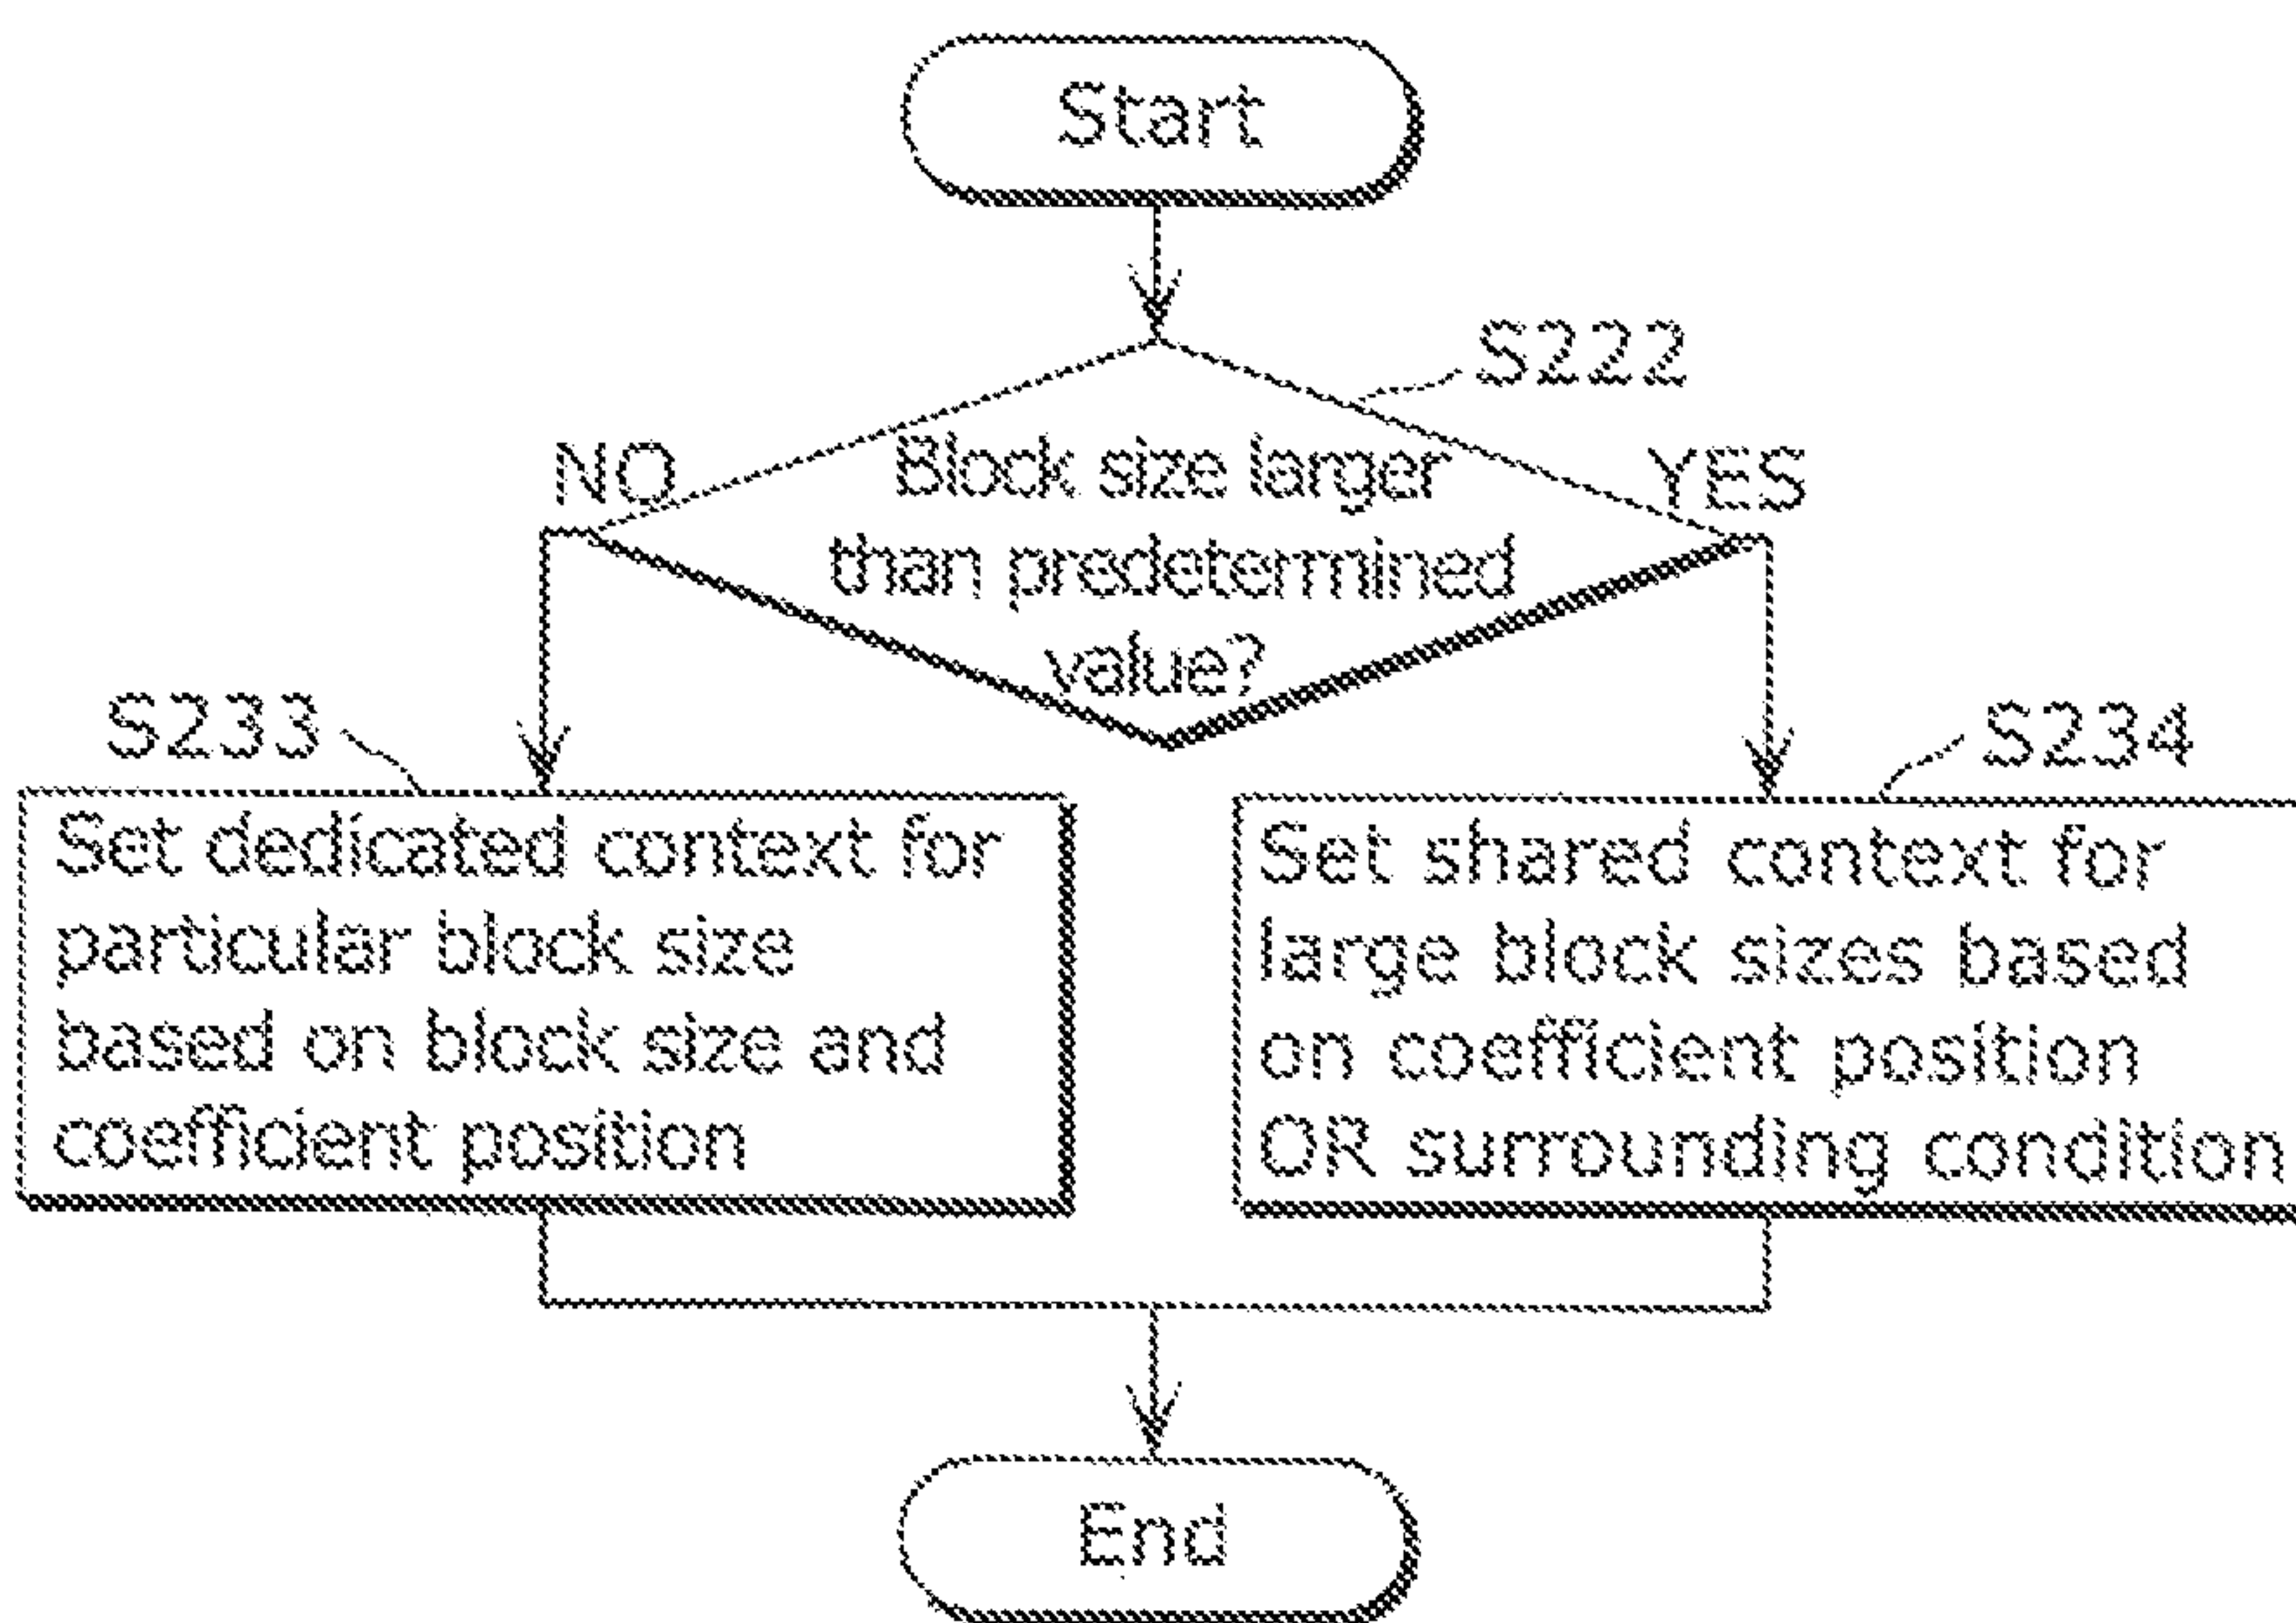 Start
S222
NO
YES
Block size larger
than predetermined
value?
S233
S234
Set dedicated context for
particular block size
based on block size and
coefficient position
Set shared context for
large block sizes based
on coefficient position
OR surrounding condition
End